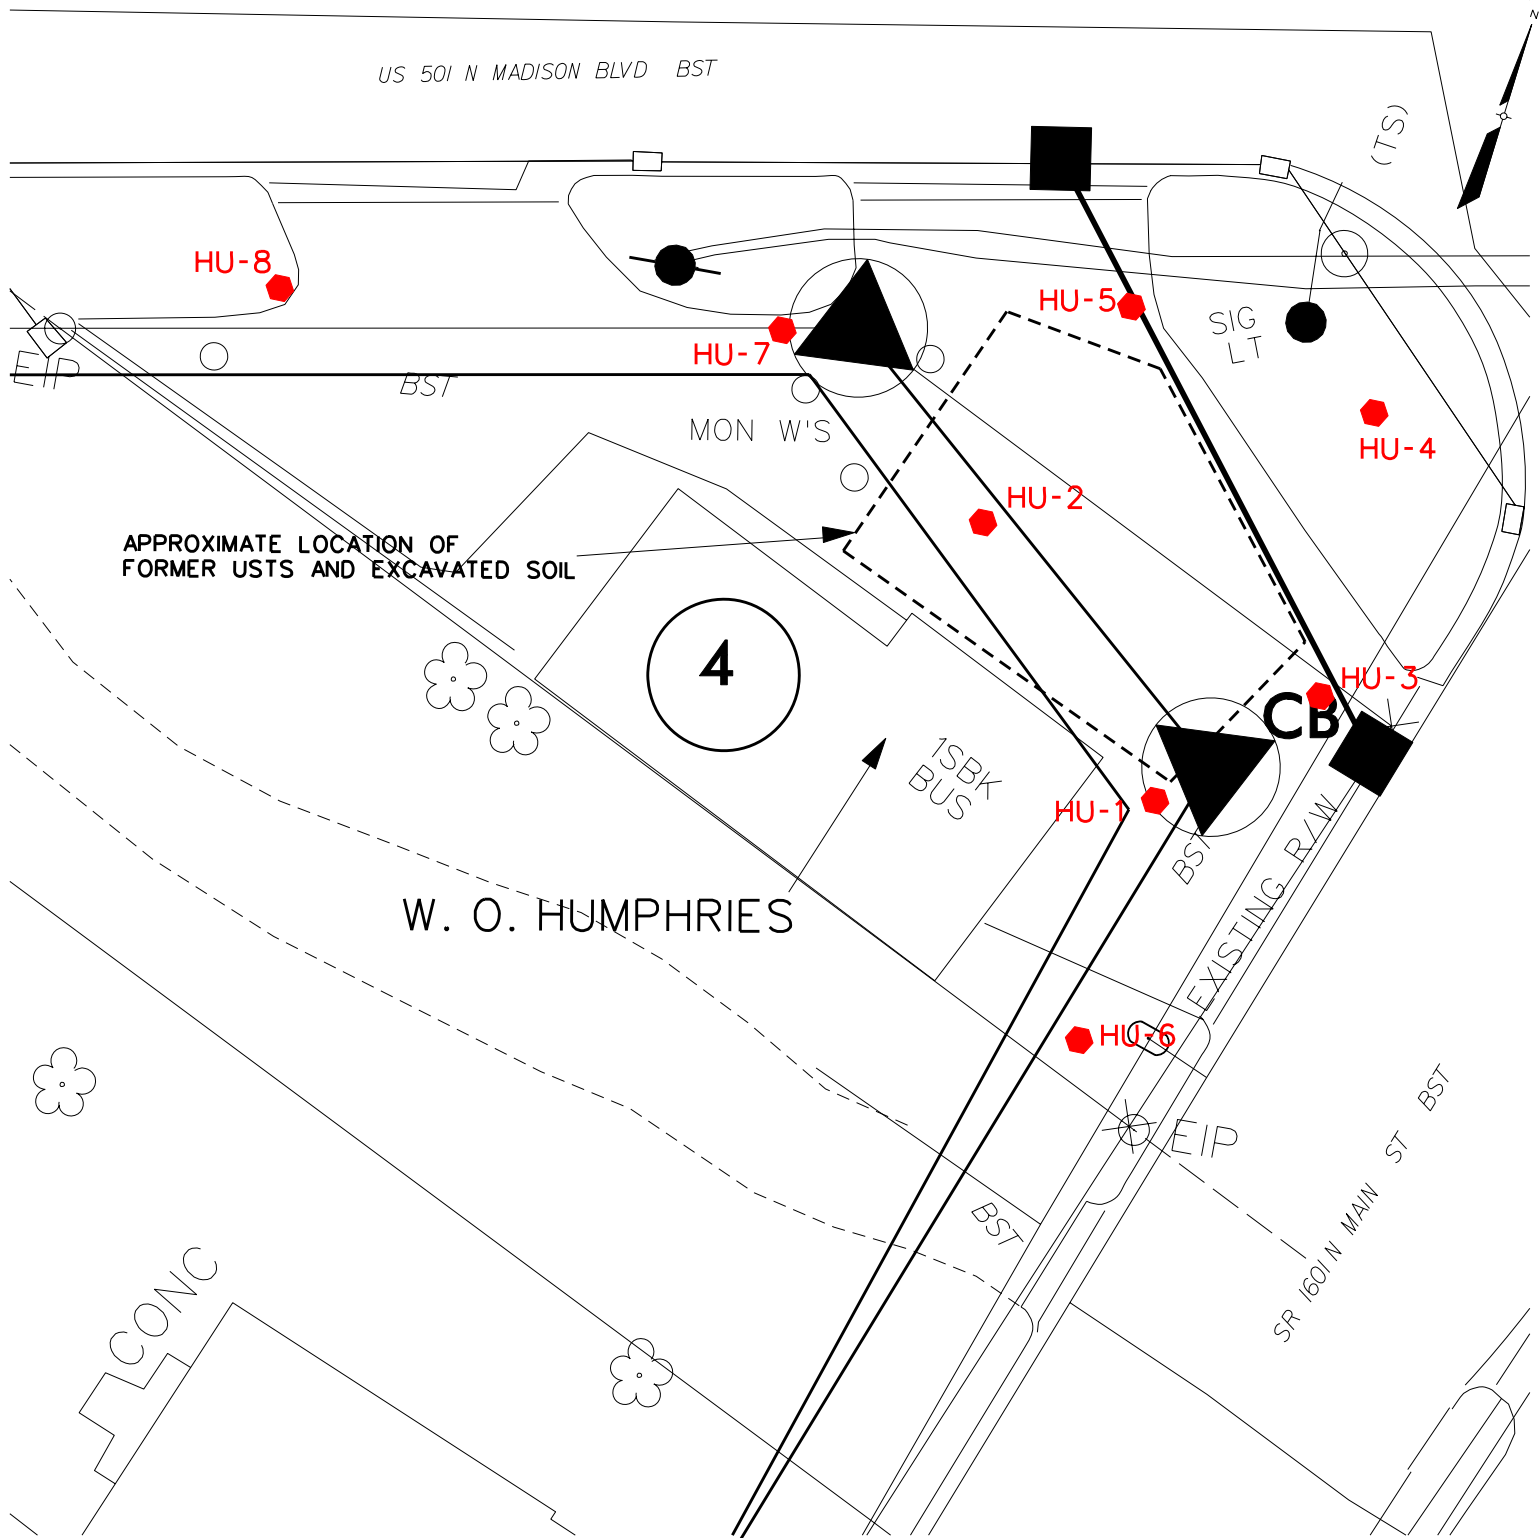 N
US 501 N MADISON BLVD BST
(TS)
HU-8
HU-5
SIG
LT
HU-7
EIP
BST
MON W'S
HU-4
HU-2
APPROXIMATE LOCATION OF
FORMER USTS AND EXCAVATED SOIL
4
HU-3
CB
1SBK
BUS
HU-1
BST
W. O. HUMPHRIES
EXISTING R/W
HU-6
EIP
BST
SR 1601 N MAIN ST BST
CONC